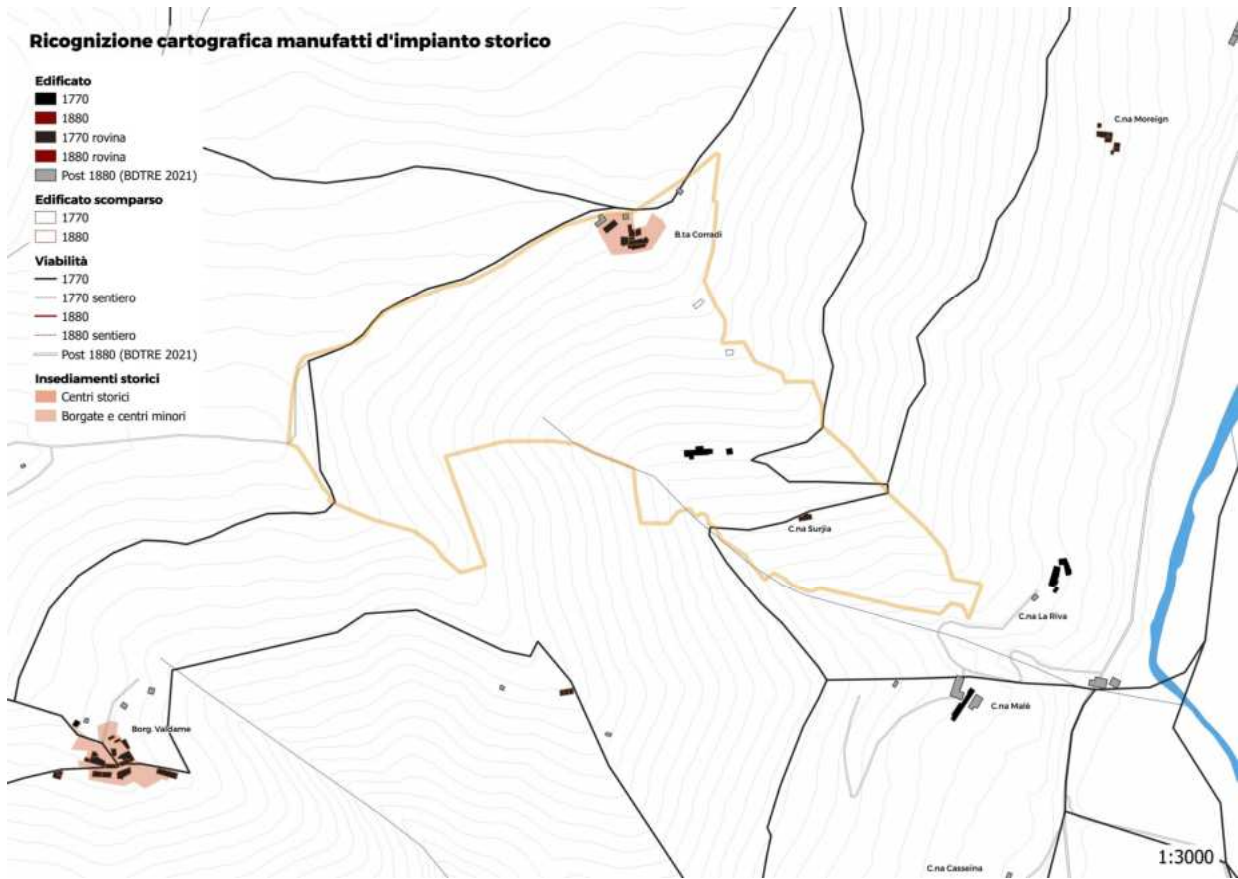 Ricognizione cartografica manufatti d'impianto storico
Edificato
1770
1880
1770 rovina
1880 rovina
Post 1880 (BDTRE 2021)
Edificato scomparso
1770
1880
Viabilità
1770
1770 sentiero
1880
1880 sentiero
Post 1880 (BDTRE 2021)
Insediamenti storici
Centri storici
Borgate e centri minori
C.na Moreign
B.ta Corradi
C.na Surjia
C.na La Riva
C.na Malè
Borg. Valdame
C.na Casseina
1:3000